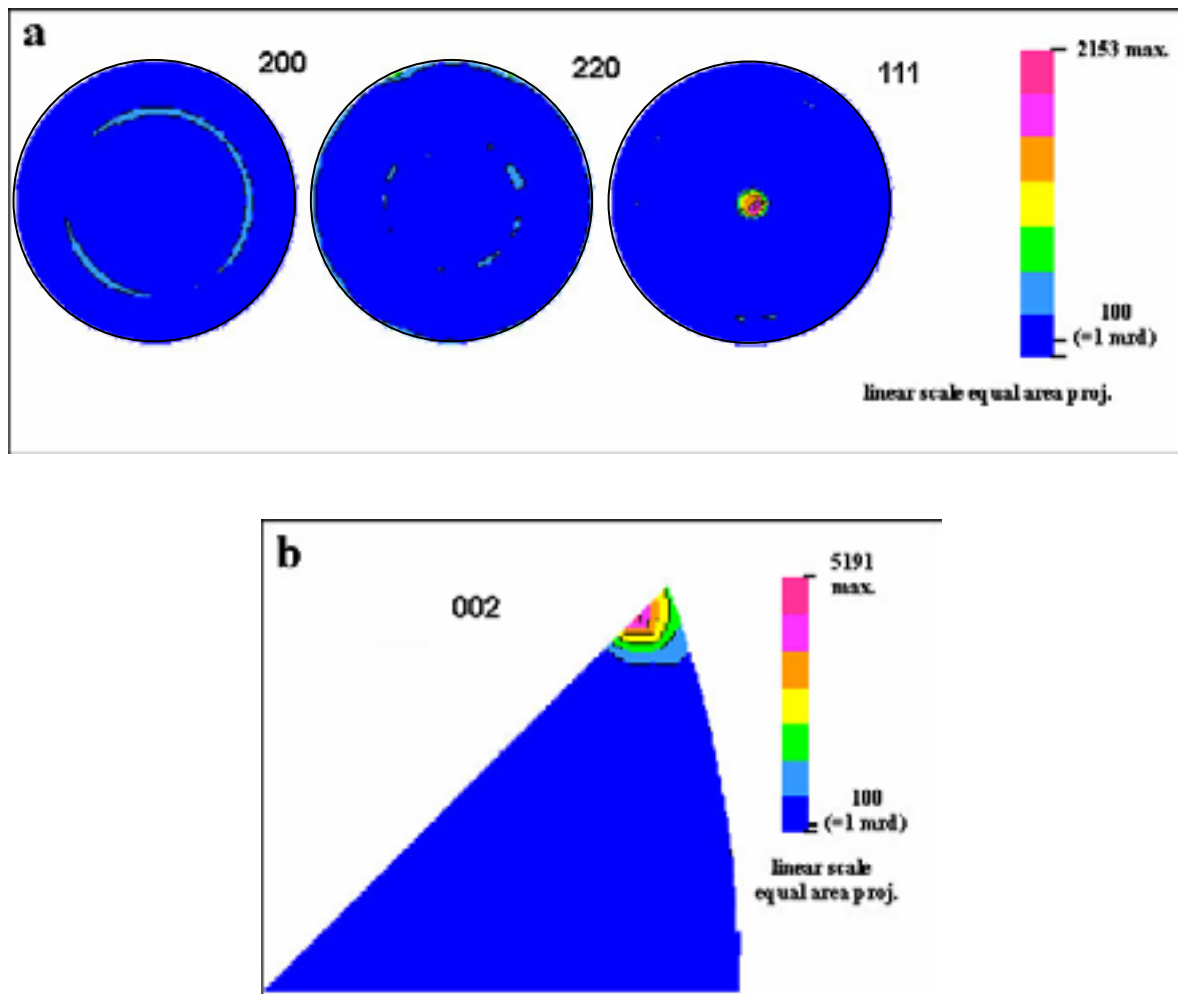 a
200
220
111
2153 max.
100
(=1 mrd)
linear scale equal area proj.
b
002
5191
max.
100
(=1 mrd)
linear scale
equal area proj.